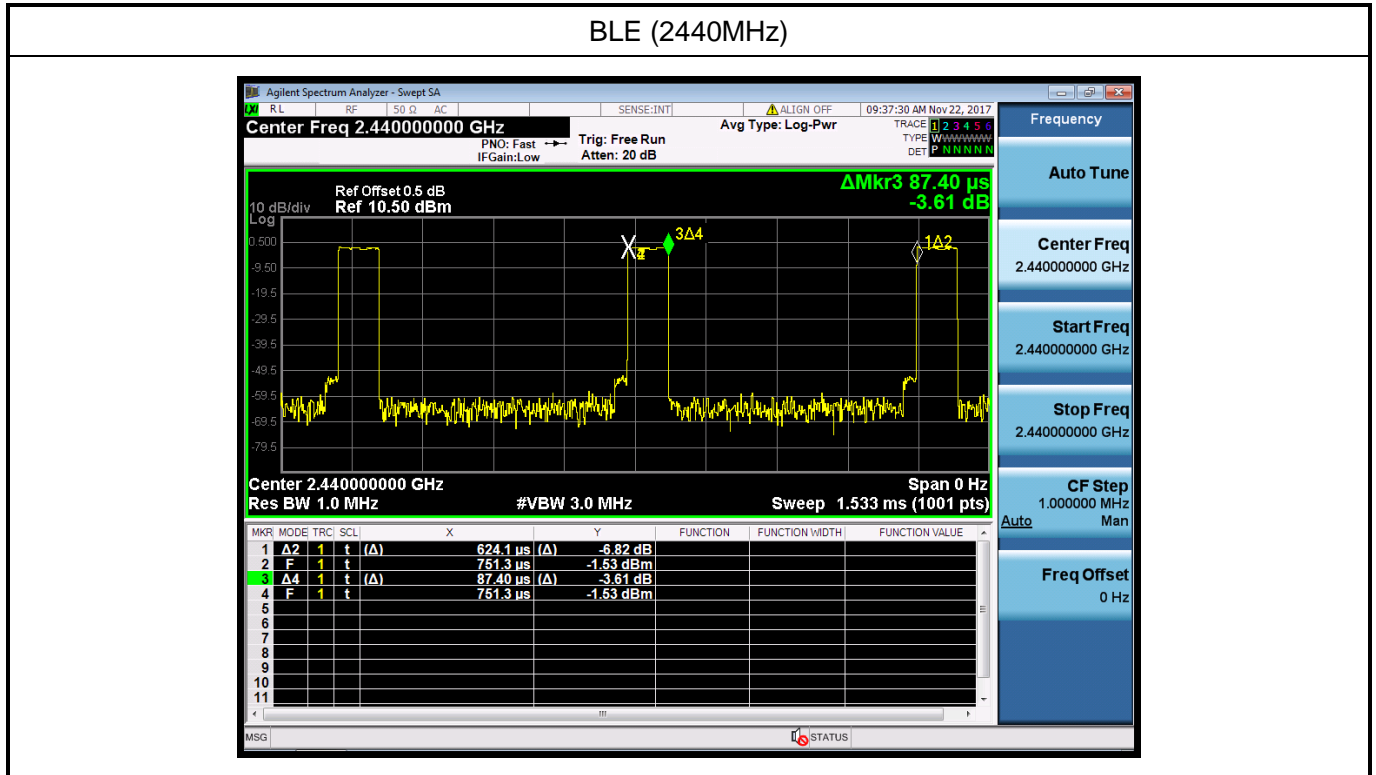 BLE (2440MHz)
Agilent Spectrum Analyzer - Swept SA
LXI RL RF 50 Ω AC SENSE:INT ALIGN OFF 09:37:30 AM Nov 22, 2017
Center Freq 2.440000000 GHz
PNO: Fast
IFGain:Low
Trig: Free Run
Atten: 20 dB
Avg Type: Log-Pwr
TRACE 1 2 3 4 5 6
TYPE WWWWWW
DET P N N N N N
ΔMkr3 87.40 µs
-3.61 dB
Ref Offset 0.5 dB
10 dB/div Ref 10.50 dBm
Log
0.500
-9.50
-19.5
-29.5
-39.5
-49.5
-59.5
-69.5
-79.5
3Δ4
1Δ2
Center 2.440000000 GHz Span 0 Hz
Res BW 1.0 MHz #VBW 3.0 MHz Sweep 1.533 ms (1001 pts)
MKR MODE TRC SCL X Y FUNCTION FUNCTION WIDTH FUNCTION VALUE
1 Δ2 1 t (Δ) 624.1 µs (Δ) -6.82 dB
2 F 1 t 751.3 µs -1.53 dBm
3 Δ4 1 t (Δ) 87.40 µs (Δ) -3.61 dB
4 F 1 t 751.3 µs -1.53 dBm
5
6
7
8
9
10
11
MSG STATUS
Frequency
Auto Tune
Center Freq
2.440000000 GHz
Start Freq
2.440000000 GHz
Stop Freq
2.440000000 GHz
CF Step
1.000000 MHz
Auto Man
Freq Offset
0 Hz